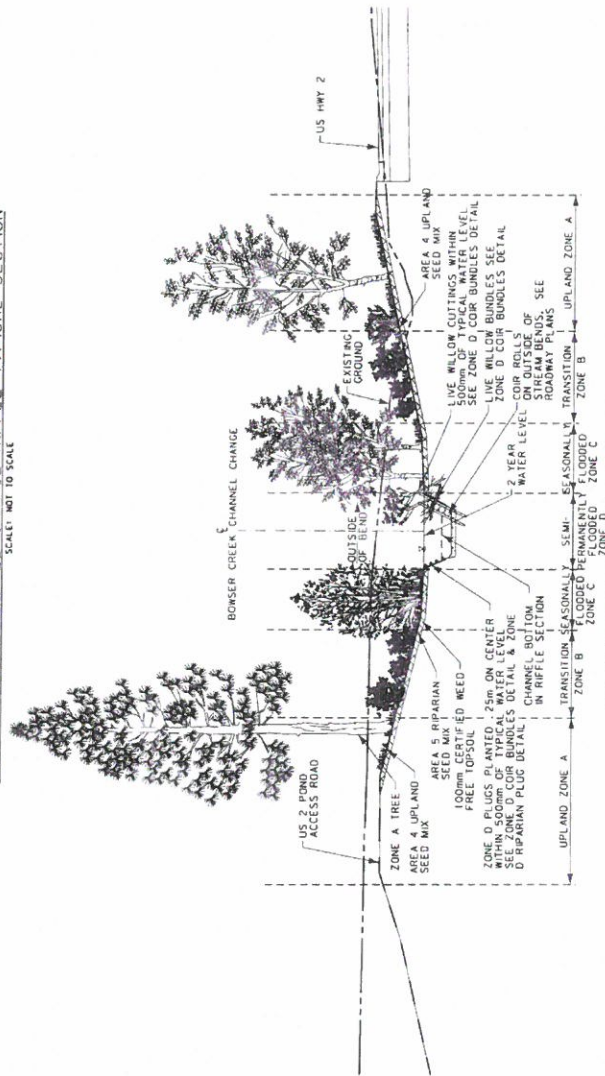 SCALE: NOT TO SCALE
BOWSER CREEK CHANNEL CHANGE
OUTSIDE
OF BEND
US 2 POND
ACCESS ROAD
EXISTING
GROUND
US HWY 2
ZONE A TREE
AREA 4 UPLAND
SEED MIX
AREA 5 RIPARIAN
SEED MIX
100mm CERTIFIED WEED
FREE TOPSOIL
ZONE D PLUGS PLANTED .25m ON CENTER
WITHIN 500mm OF TYPICAL WATER LEVEL
SEE ZONE D COIR BUNDLES DETAIL & ZONE
D RIPARIAN PLUG DETAIL
CHANNEL BOTTOM
IN RIFFLE SECTION
AREA 4 UPLAND
SEED MIX
LIVE WILLOW CUTTINGS WITHIN
500mm OF TYPICAL WATER LEVEL
SEE ZONE D COIR BUNDLES DETAIL
LIVE WILLOW BUNDLES SEE
ZONE D COIR BUNDLES DETAIL
COIR ROLLS
ON OUTSIDE OF
STREAM BENDS, SEE
ROADWAY PLANS
2 YEAR
WATER LEVEL
UPLAND ZONE A
TRANSITION
ZONE B
SEASONALLY
FLOODED
ZONE C
SEMI-
PERMANENTLY
FLOODED
ZONE D
SEASONALLY
FLOODED
ZONE C
TRANSITION
ZONE B
UPLAND ZONE A